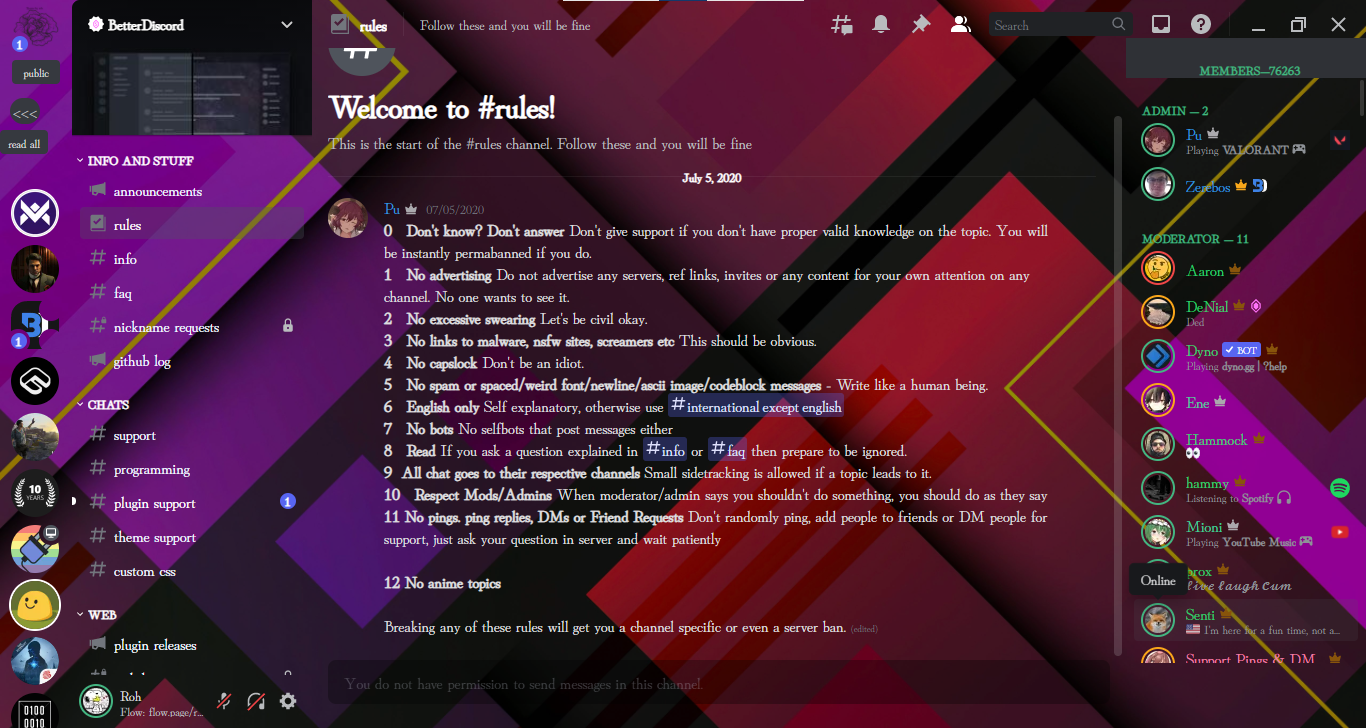 1
public
<<<
read all
1
10
YEARS
0101
0010
BetterDiscord
INFO AND STUFF
announcements
rules
info
faq
nickname requests
github log
CHATS
support
programming
plugin support 1
theme support
custom css
WEB
plugin releases
Roh
Flow: flow.page/r...
rules Follow these and you will be fine
Search
Welcome to #rules!
This is the start of the #rules channel. Follow these and you will be fine
July 5, 2020
Pu 07/05/2020
0 Don't know? Don't answer Don't give support if you don't have proper valid knowledge on the topic. You will
be instantly permabanned if you do.
1 No advertising Do not advertise any servers, ref links, invites or any content for your own attention on any
channel. No one wants to see it.
2 No excessive swearing Let's be civil okay.
3 No links to malware, nsfw sites, screamers etc This should be obvious.
4 No capslock Don't be an idiot.
5 No spam or spaced/weird font/newline/ascii image/codeblock messages - Write like a human being.
6 English only Self explanatory, otherwise use #international except english
7 No bots No selfbots that post messages either
8 Read If you ask a question explained in #info or #faq then prepare to be ignored.
9 All chat goes to their respective channels Small sidetracking is allowed if a topic leads to it.
10 Respect Mods/Admins When moderator/admin says you shouldn't do something, you should do as they say
11 No pings. ping replies, DMs or Friend Requests Don't randomly ping, add people to friends or DM people for
support, just ask your question in server and wait patiently
12 No anime topics
Breaking any of these rules will get you a channel specific or even a server ban. (edited)
You do not have permission to send messages in this channel.
MEMBERS—76263
ADMIN — 2
Pu
Playing VALORANT
Zerebos
MODERATOR — 11
Aaron
DeNial
Ded
Dyno BOT
Playing dyno.gg | ?help
Ene
Hammock
hammy
Listening to Spotify
Mioni
Playing YouTube Music
Online
prox
live laugh cum
Senti
I'm here for a fun time, not a...
Support Pings & DM